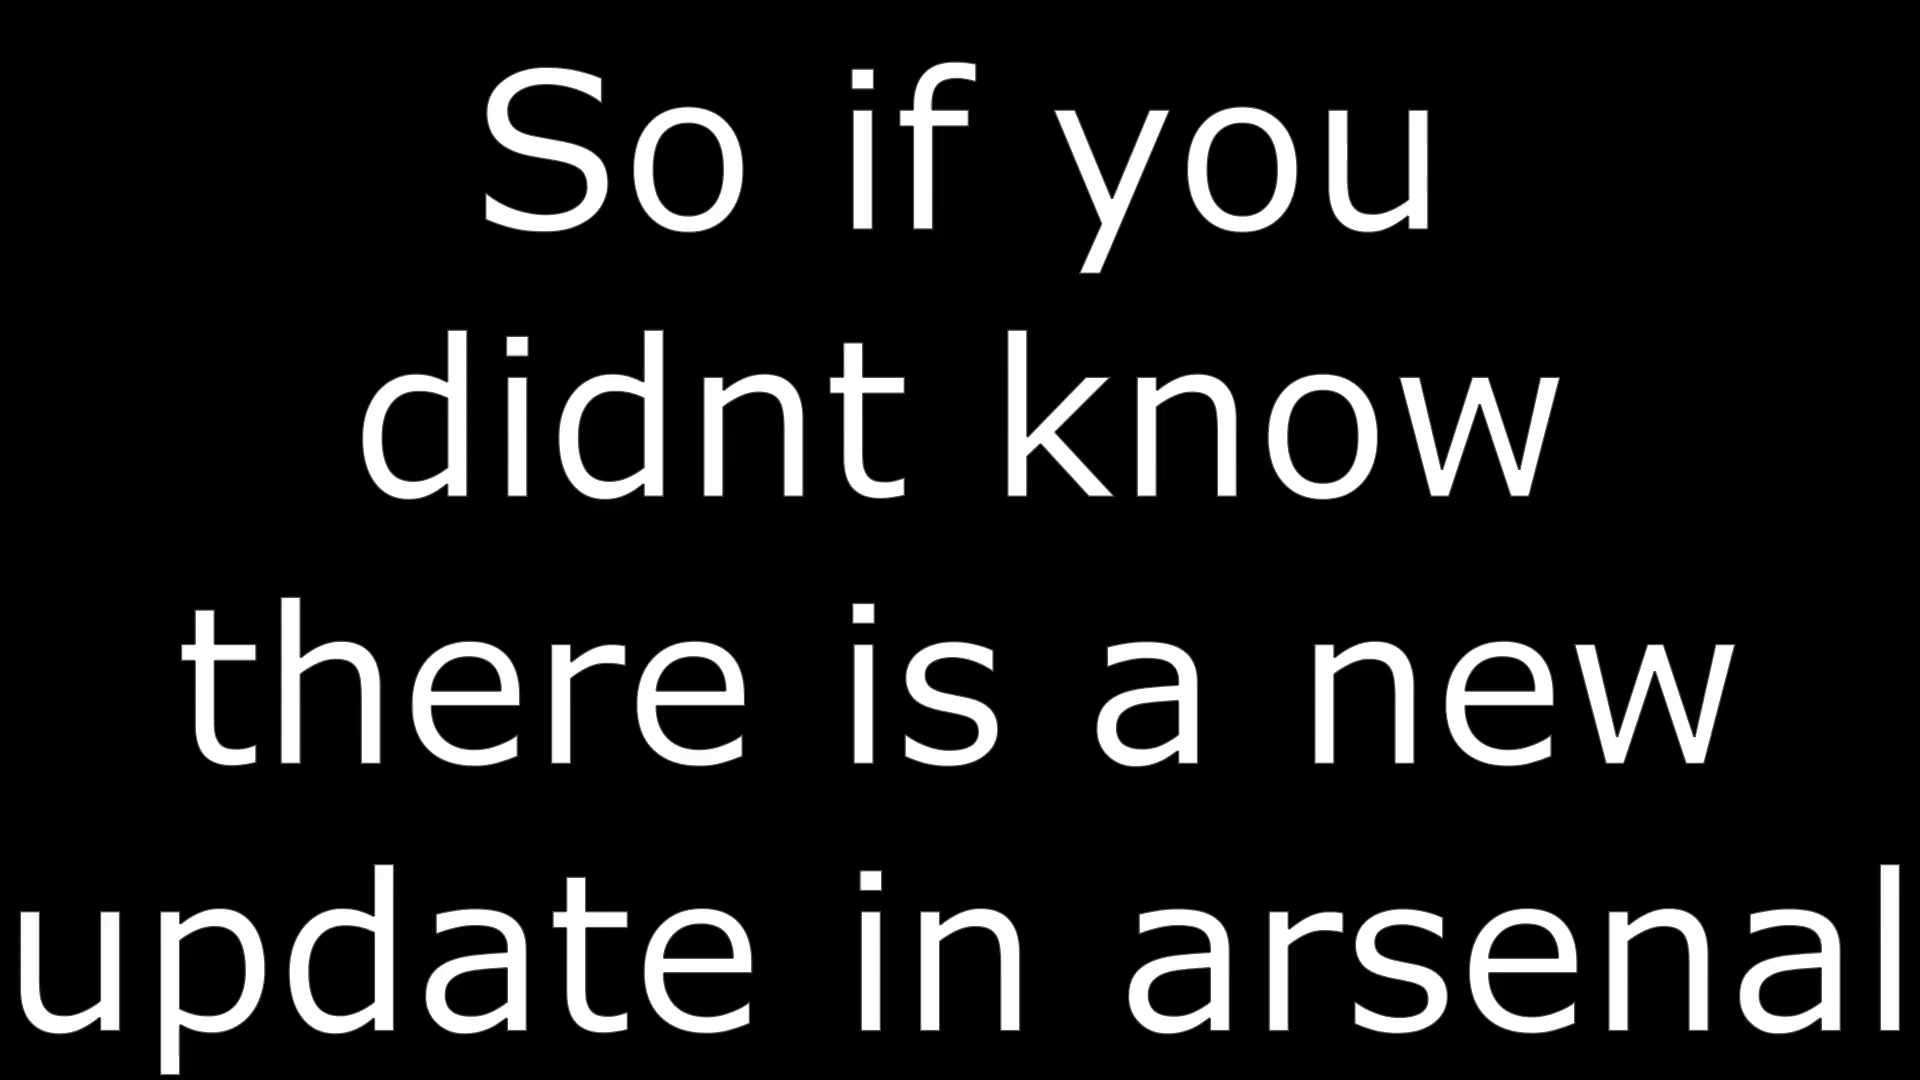 So if you
didnt know
there is a new
update in arsenal